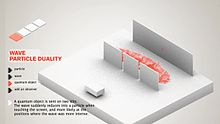 WAVE
PARTICLE DUALITY
particle
wave
quantum object
add an observer
A quantum object is sent on two slits.
The wave suddenly reduces into a particle when
touching the screen, and more likely at the
positions where the wave was more intense